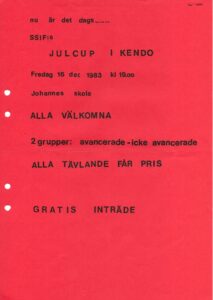 nu är det dags......
SSIF:s
JULCUP I KENDO
Fredag 16 dec 1983 kl 19.00
Johannes skola
ALLA VÄLKOMNA
2 grupper: avancerade-icke avancerade
ALLA TÄVLANDE FÅR PRIS
GRATIS INTRÄDE